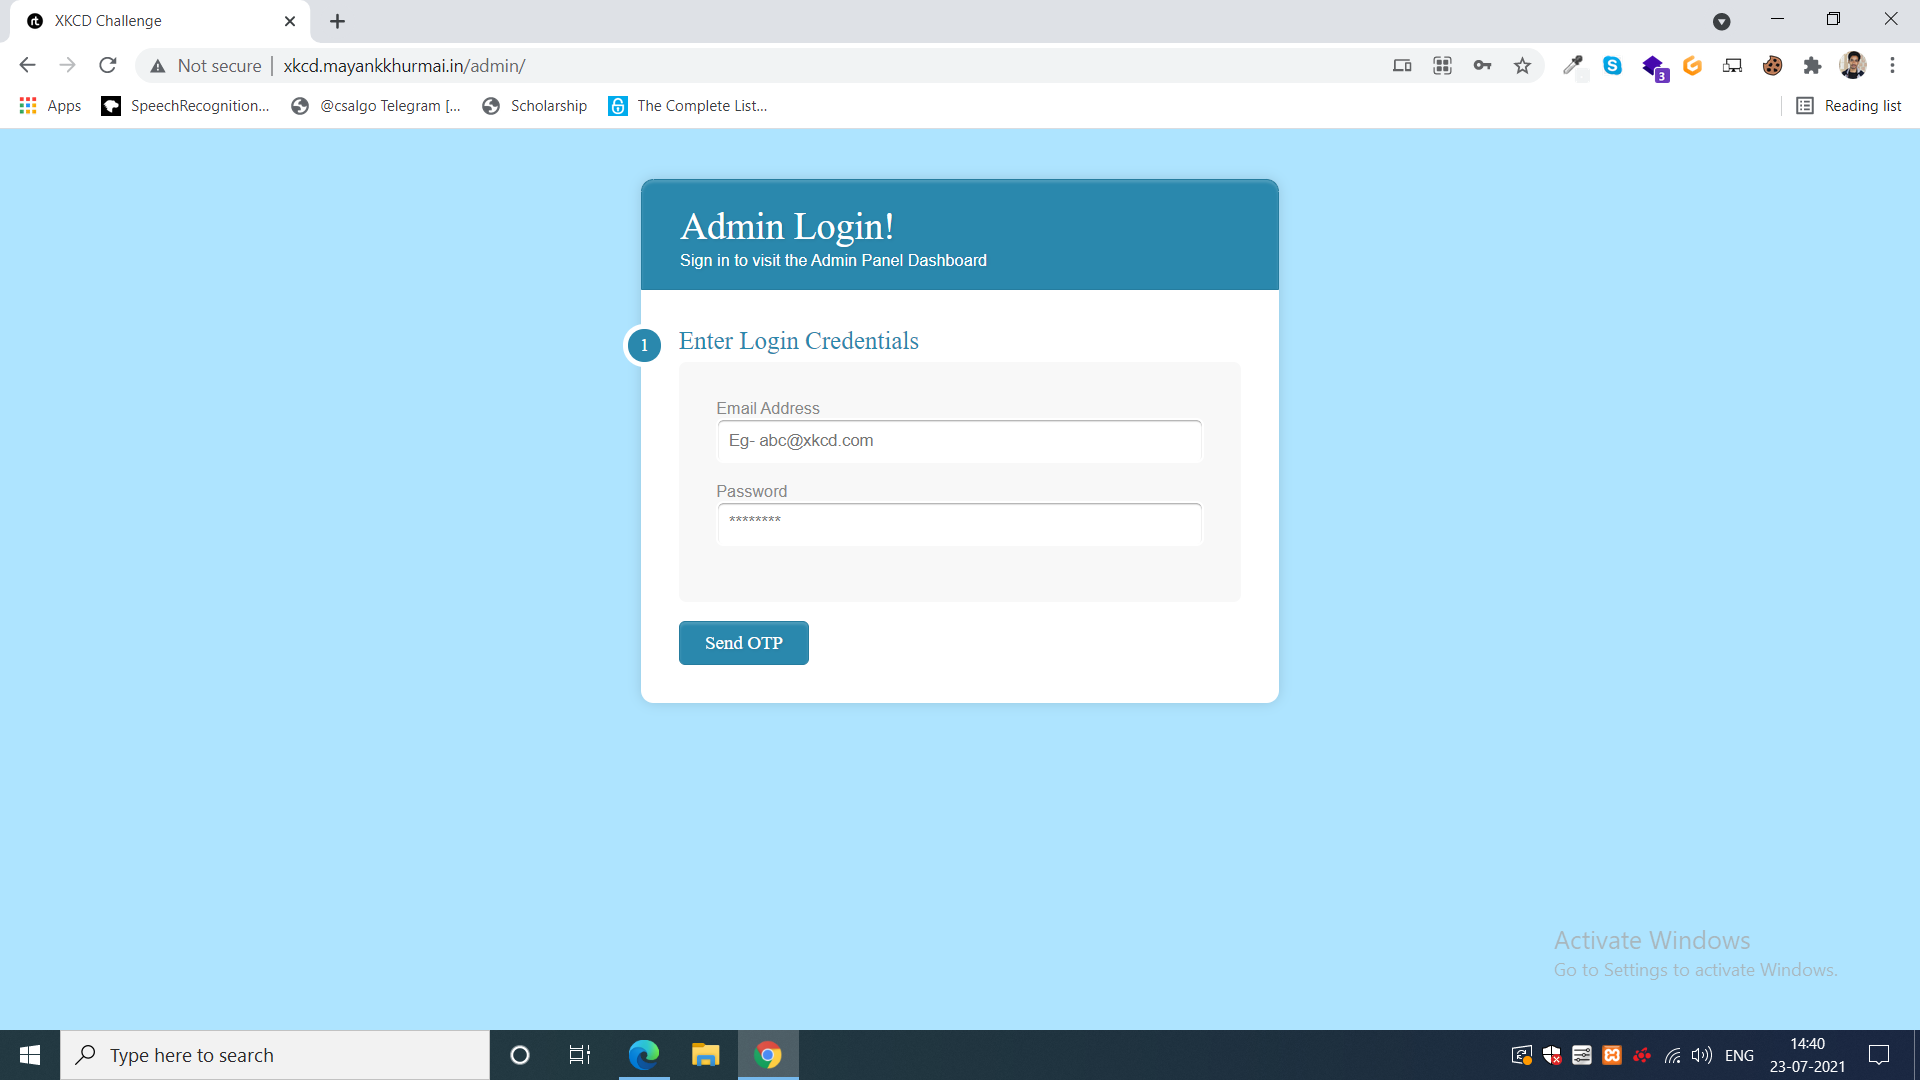 XKCD Challenge
Not secure
xkcd.mayankkhurmai.in/admin/
3
Apps
SpeechRecognition...
@csalgo Telegram [...
Scholarship
The Complete List...
Reading list
Admin Login!
Sign in to visit the Admin Panel Dashboard
1
Enter Login Credentials
Email Address
Eg- abc@xkcd.com
Password
********
Send OTP
Activate Windows
Go to Settings to activate Windows.
Type here to search
ENG
14:40
23-07-2021